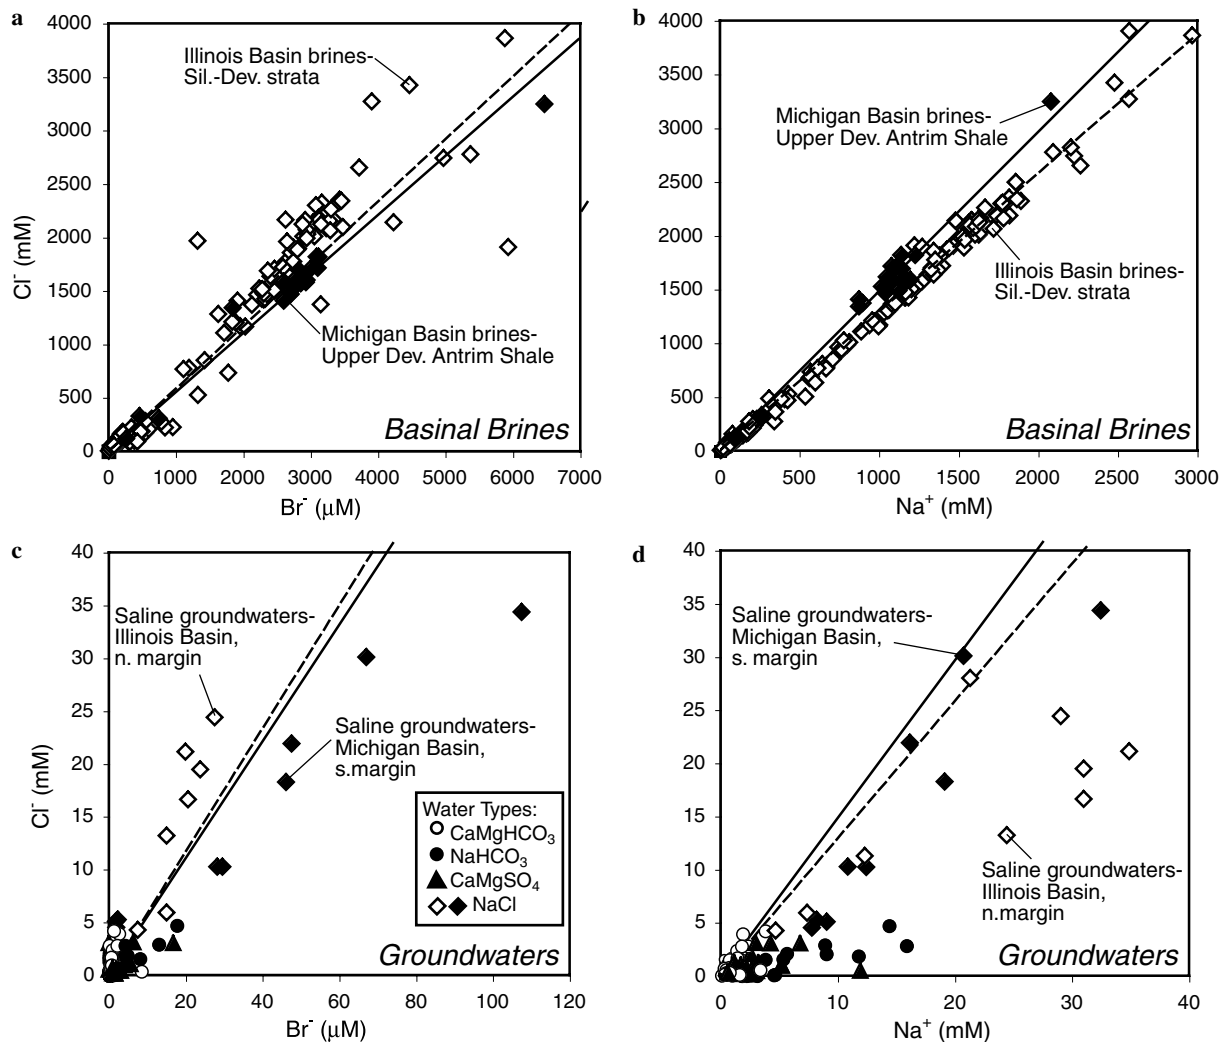 a
4000
3500
3000
2500
2000
1500
1000
500
0
Cl⁻ (mM)
Illinois Basin brines-
Sil.-Dev. strata
Michigan Basin brines-
Upper Dev. Antrim Shale
Basinal Brines
0 1000 2000 3000 4000 5000 6000 7000
Br⁻ (μM)
b
4000
3500
3000
2500
2000
1500
1000
500
0
Michigan Basin brines-
Upper Dev. Antrim Shale
Illinois Basin brines-
Sil.-Dev. strata
Basinal Brines
0 500 1000 1500 2000 2500 3000
Na⁺ (mM)
c
40
35
30
25
20
15
10
5
0
Cl⁻ (mM)
Saline groundwaters-
Illinois Basin,
n. margin
Saline groundwaters-
Michigan Basin,
s.margin
Water Types:
CaMgHCO₃
NaHCO₃
CaMgSO₄
NaCl
Groundwaters
0 20 40 60 80 100 120
Br⁻ (μM)
d
40
35
30
25
20
15
10
5
0
Saline groundwaters-
Michigan Basin,
s. margin
Saline groundwaters-
Illinois Basin,
n.margin
Groundwaters
0 10 20 30 40
Na⁺ (mM)